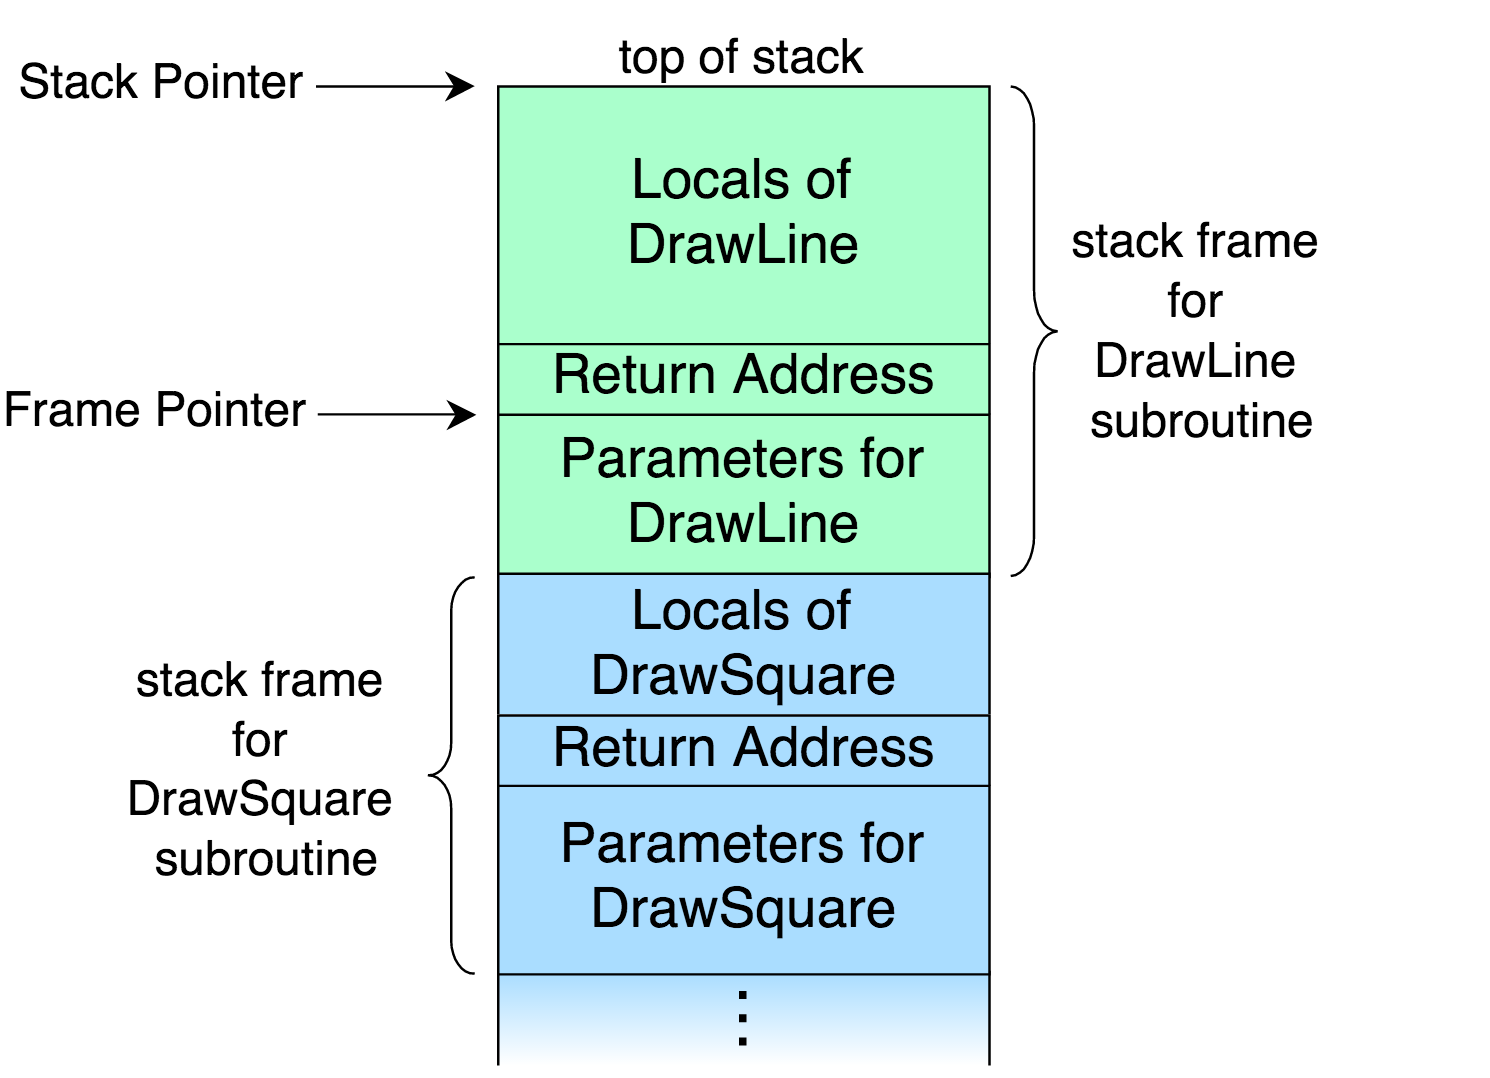 top of stack
Stack Pointer
Locals of
DrawLine
Return Address
Frame Pointer
Parameters for
DrawLine
stack frame
for
DrawLine
subroutine
Locals of
DrawSquare
Return Address
Parameters for
DrawSquare
stack frame
for
DrawSquare
subroutine